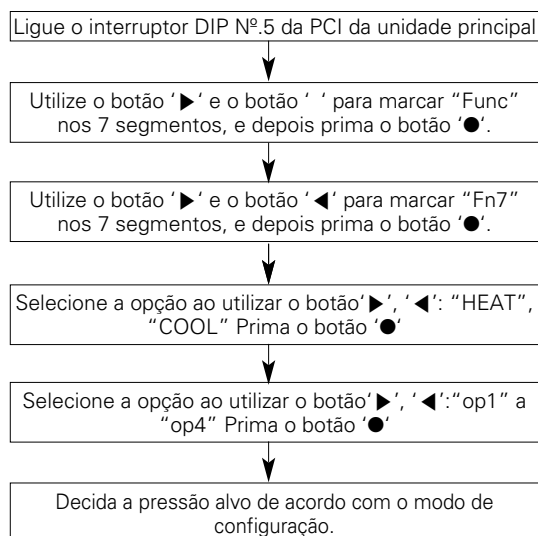 Ligue o interruptor DIP Nº.5 da PCI da unidade principal
Utilize o botão ‘▶‘ e o botão ‘ ‘ para marcar “Func”
nos 7 segmentos, e depois prima o botão ‘●‘.
Utilize o botão ‘▶‘ e o botão ‘◀‘ para marcar “Fn7”
nos 7 segmentos, e depois prima o botão ‘●‘.
Selecione a opção ao utilizar o botão‘▶’, ‘◀’: “HEAT”,
“COOL” Prima o botão ‘●‘
Selecione a opção ao utilizar o botão‘▶’, ‘◀’:“op1” a
“op4” Prima o botão ‘●‘
Decida a pressão alvo de acordo com o modo de
configuração.